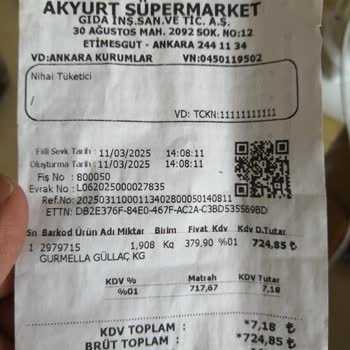 AKYURT SÜPERMARKET
GIDA İNŞ.SAN.VE TİC. A.Ş.
30 AĞUSTOS MAH. 2092 SOK. NO:12
ETİMESGUT - ANKARA 244 11 34
VD:ANKARA KURUMLAR VN:0450119502
Nihai Tüketici
/
VD: TCKN:11111111111
Fiili Sevk Tarih : 11/03/2025 14:08:11
Oluşturma Tarih : 11/03/2025 14:08:11
Fiş No : 800050
Evrak No : L062025000027835
Ref.No: 20250311000113402800050140811
ETTN: DB2E376F-84E0-467F-AC2A-C3BD535569BD
Sn Barkod Ürün Adı Miktar Birim Fiyat Kdv Kdv D.Tutar
1 2979715 1,908 Kg 379,90 %01 724,85 ₺
GURMELLA GÜLLAÇ KG
KDV % Matrah KDV Tutar
%01 717,67 7,18
KDV TOPLAM : *7,18 ₺
BRÜT TOPLAM : *724,85 ₺